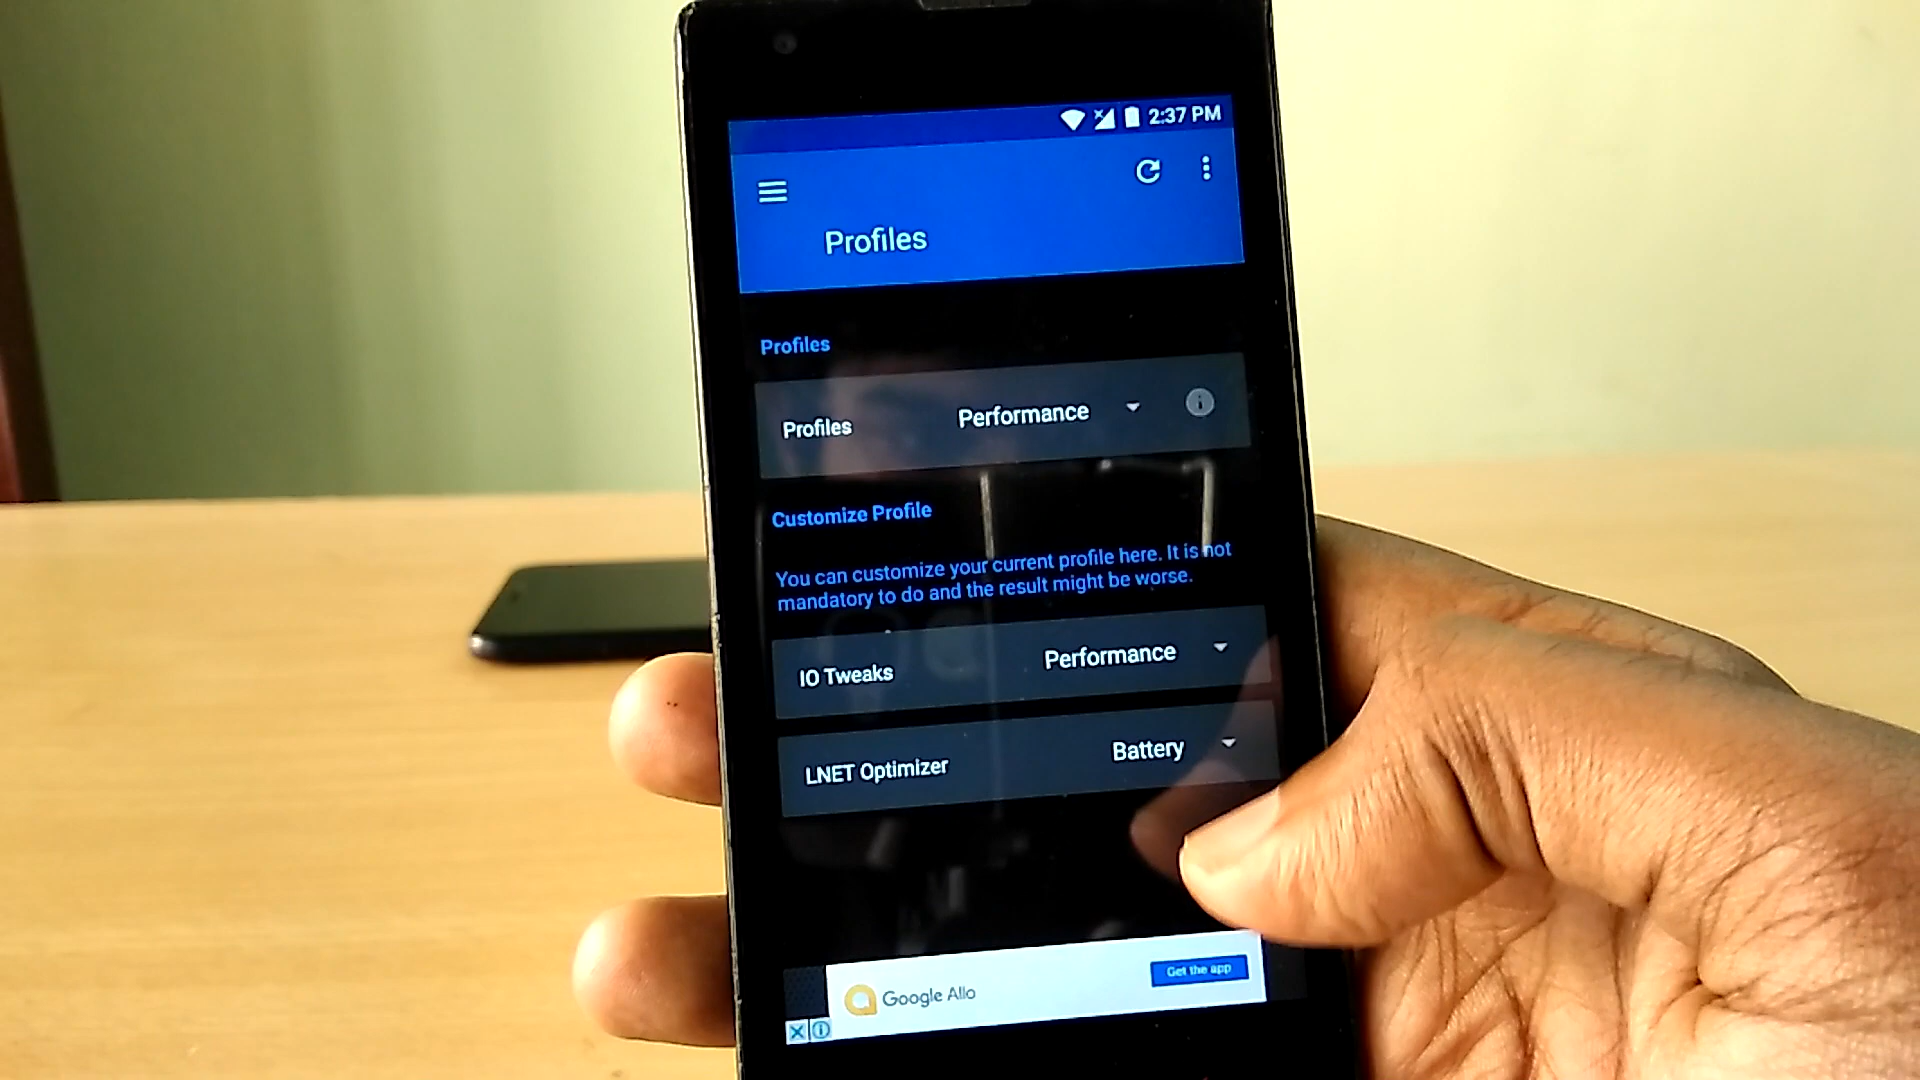 2:37 PM
Profiles
Profiles
Profiles Performance
Customize Profile
You can customize your current profile here. It is not
mandatory to do and the result might be worse.
IO Tweaks Performance
LNET Optimizer Battery
Google Allo Get the app